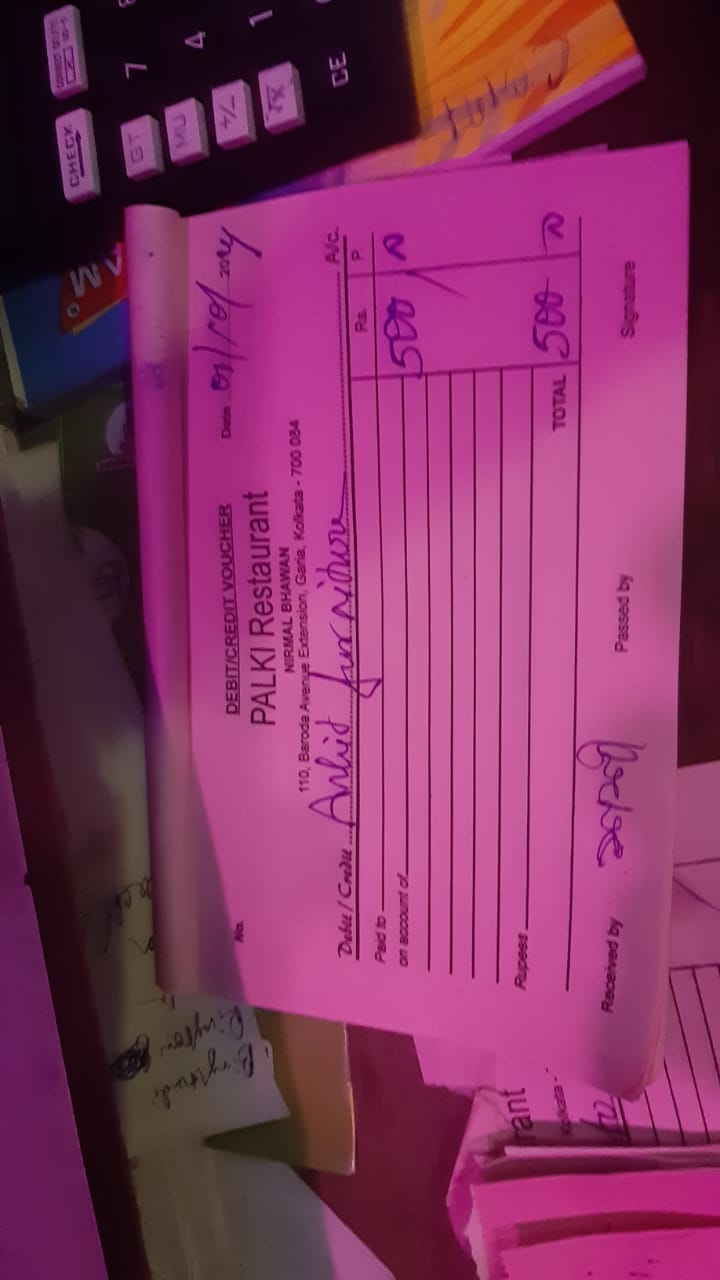 CHECK
GT
MU
+/-
√x
7
4
1
CE
DEBIT/CREDIT VOUCHER
PALKI Restaurant
NIRMAL BHAWAN
110, Baroda Avenue Extension, Garia, Kolkata - 700 084
No.
Date 01/10/2024
Debit / Credit Ankit furniture A/c.
Rs. P.
Paid to
on account of 500
Rupees
TOTAL 500
Received by Passed by Signature
rant
Kolkata -